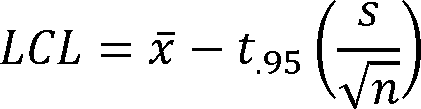 LCL = x̄ − t.95 (s/√n)